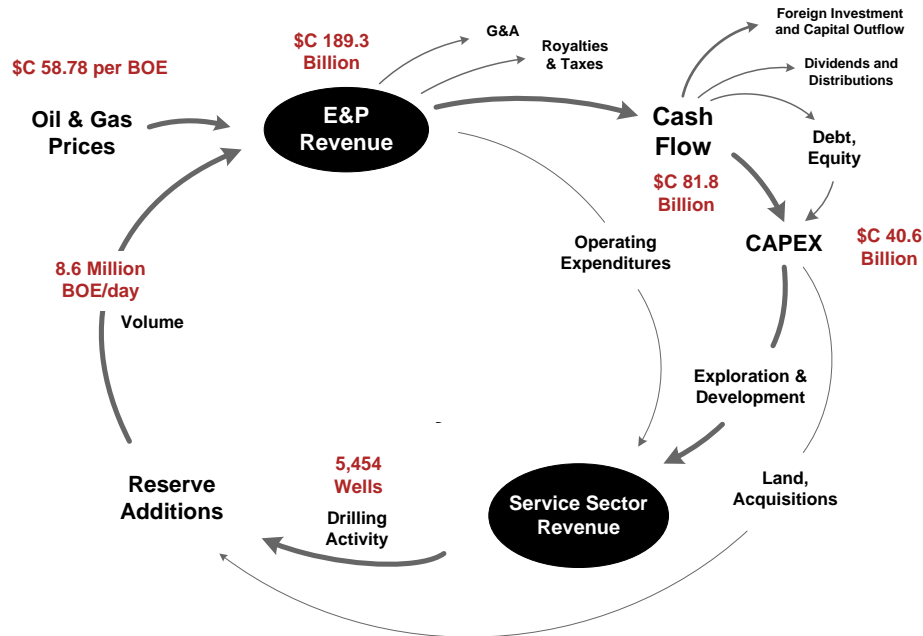 $C 58.78 per BOE
Oil & Gas
Prices
$C 189.3
Billion
E&P
Revenue
G&A
Royalties
& Taxes
Foreign Investment
and Capital Outflow
Dividends and
Distributions
Cash
Flow
$C 81.8
Billion
Debt,
Equity
CAPEX
$C 40.6
Billion
Operating
Expenditures
8.6 Million
BOE/day
Volume
Exploration &
Development
Land,
Acquisitions
Service Sector
Revenue
5,454
Wells
Drilling
Activity
Reserve
Additions